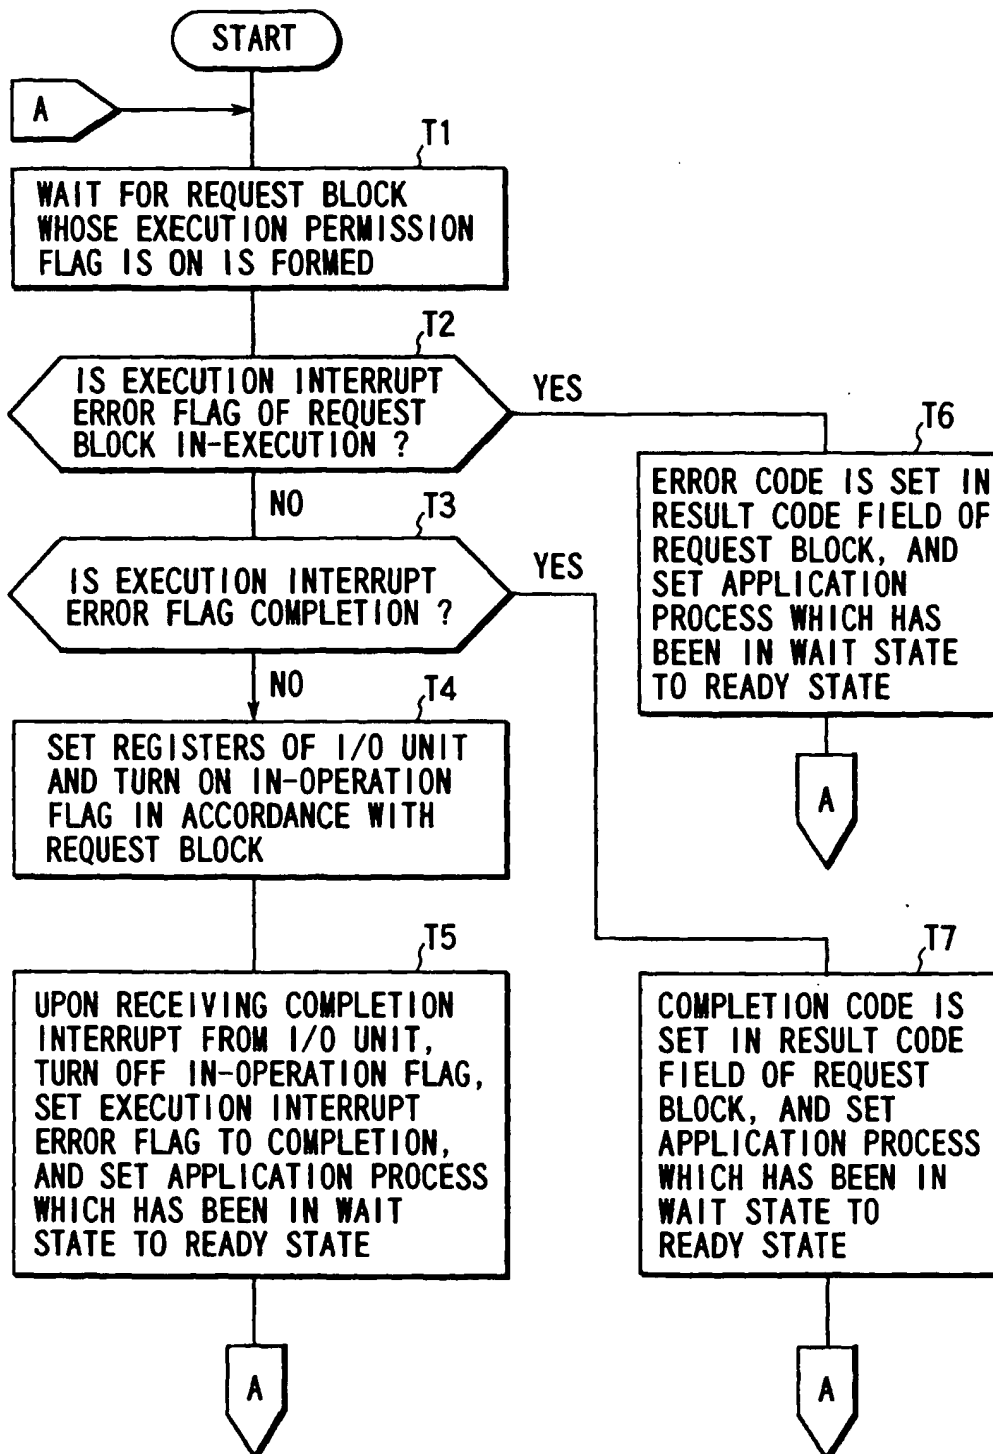 START
A
T1
WAIT FOR REQUEST BLOCK
WHOSE EXECUTION PERMISSION
FLAG IS ON IS FORMED
T2
IS EXECUTION INTERRUPT
ERROR FLAG OF REQUEST
BLOCK IN-EXECUTION ?
YES
NO
T6
ERROR CODE IS SET IN
RESULT CODE FIELD OF
REQUEST BLOCK, AND
SET APPLICATION
PROCESS WHICH HAS
BEEN IN WAIT STATE
TO READY STATE
A
T3
IS EXECUTION INTERRUPT
ERROR FLAG COMPLETION ?
YES
NO
T4
SET REGISTERS OF I/O UNIT
AND TURN ON IN-OPERATION
FLAG IN ACCORDANCE WITH
REQUEST BLOCK
T5
UPON RECEIVING COMPLETION
INTERRUPT FROM I/O UNIT,
TURN OFF IN-OPERATION FLAG,
SET EXECUTION INTERRUPT
ERROR FLAG TO COMPLETION,
AND SET APPLICATION PROCESS
WHICH HAS BEEN IN WAIT
STATE TO READY STATE
A
T7
COMPLETION CODE IS
SET IN RESULT CODE
FIELD OF REQUEST
BLOCK, AND SET
APPLICATION PROCESS
WHICH HAS BEEN IN
WAIT STATE TO
READY STATE
A